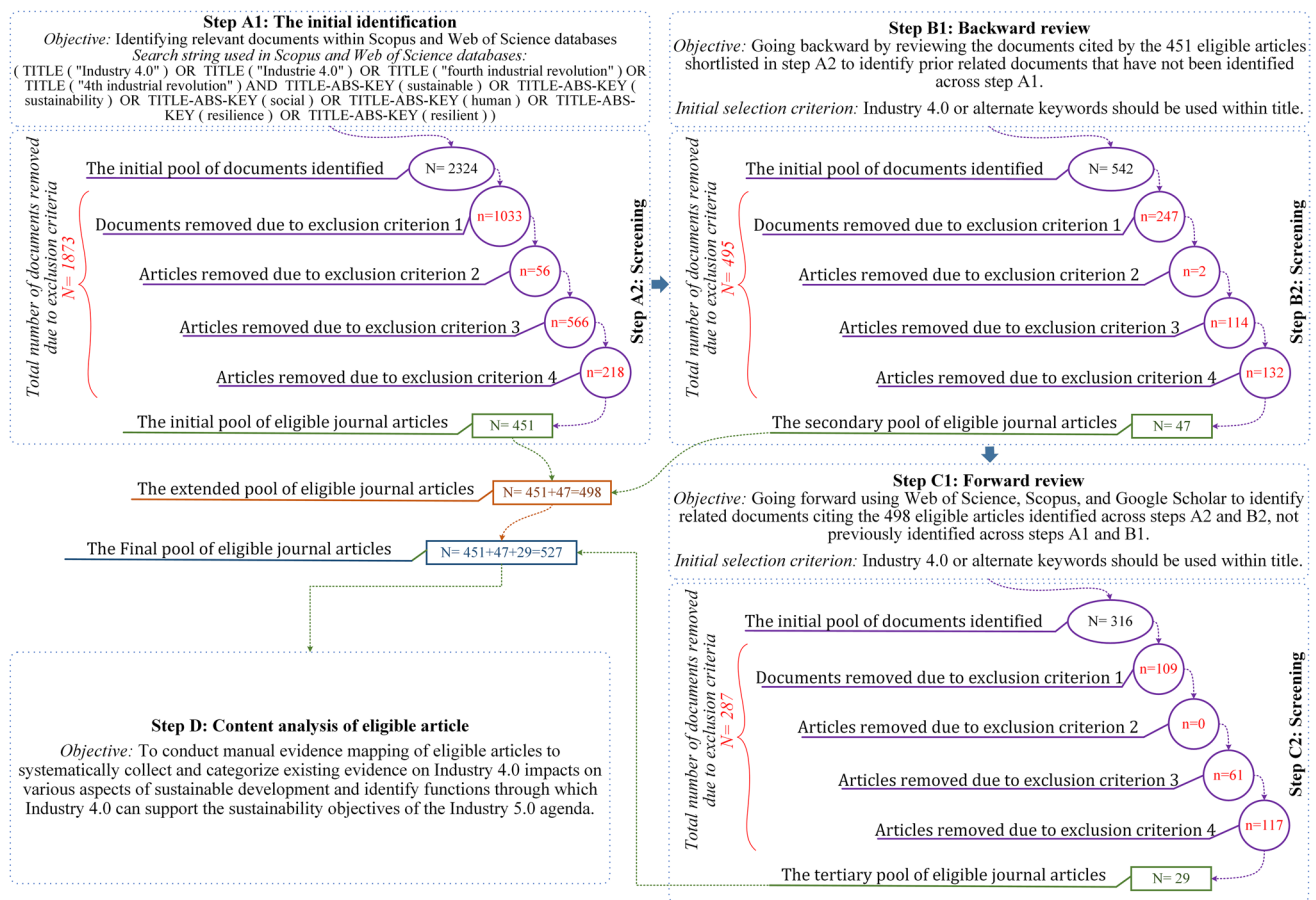 Step A1: The initial identification
Objective: Identifying relevant documents within Scopus and Web of Science databases
Search string used in Scopus and Web of Science databases:
( TITLE ( "Industry 4.0" ) OR TITLE ( "Industrie 4.0" ) OR TITLE ( "fourth industrial revolution" ) OR
TITLE ( "4th industrial revolution" ) AND TITLE-ABS-KEY ( sustainable ) OR TITLE-ABS-KEY (
sustainability ) OR TITLE-ABS-KEY ( social ) OR TITLE-ABS-KEY ( human ) OR TITLE-ABS-
KEY ( resilience ) OR TITLE-ABS-KEY ( resilient ) )
Total number of documents removed
due to exclusion criteria
N= 1873
The initial pool of documents identified
N= 2324
Documents removed due to exclusion criterion 1
n=1033
Articles removed due to exclusion criterion 2
n=56
Articles removed due to exclusion criterion 3
n=566
Articles removed due to exclusion criterion 4
n=218
The initial pool of eligible journal articles
N= 451
Step A2: Screening
Step B1: Backward review
Objective: Going backward by reviewing the documents cited by the 451 eligible articles
shortlisted in step A2 to identify prior related documents that have not been identified
across step A1.
Initial selection criterion: Industry 4.0 or alternate keywords should be used within title.
Total number of documents removed
due to exclusion criteria
N= 495
The initial pool of documents identified
N= 542
Documents removed due to exclusion criterion 1
n=247
Articles removed due to exclusion criterion 2
n=2
Articles removed due to exclusion criterion 3
n=114
Articles removed due to exclusion criterion 4
n=132
The secondary pool of eligible journal articles
N= 47
Step B2: Screening
The extended pool of eligible journal articles
N= 451+47=498
The Final pool of eligible journal articles
N= 451+47+29=527
Step C1: Forward review
Objective: Going forward using Web of Science, Scopus, and Google Scholar to identify
related documents citing the 498 eligible articles identified across steps A2 and B2, not
previously identified across steps A1 and B1.
Initial selection criterion: Industry 4.0 or alternate keywords should be used within title.
Total number of documents removed
due to exclusion criteria
N= 287
The initial pool of documents identified
N= 316
Documents removed due to exclusion criterion 1
n=109
Articles removed due to exclusion criterion 2
n=0
Articles removed due to exclusion criterion 3
n=61
Articles removed due to exclusion criterion 4
n=117
The tertiary pool of eligible journal articles
N= 29
Step C2: Screening
Step D: Content analysis of eligible article
Objective: To conduct manual evidence mapping of eligible articles to
systematically collect and categorize existing evidence on Industry 4.0 impacts on
various aspects of sustainable development and identify functions through which
Industry 4.0 can support the sustainability objectives of the Industry 5.0 agenda.